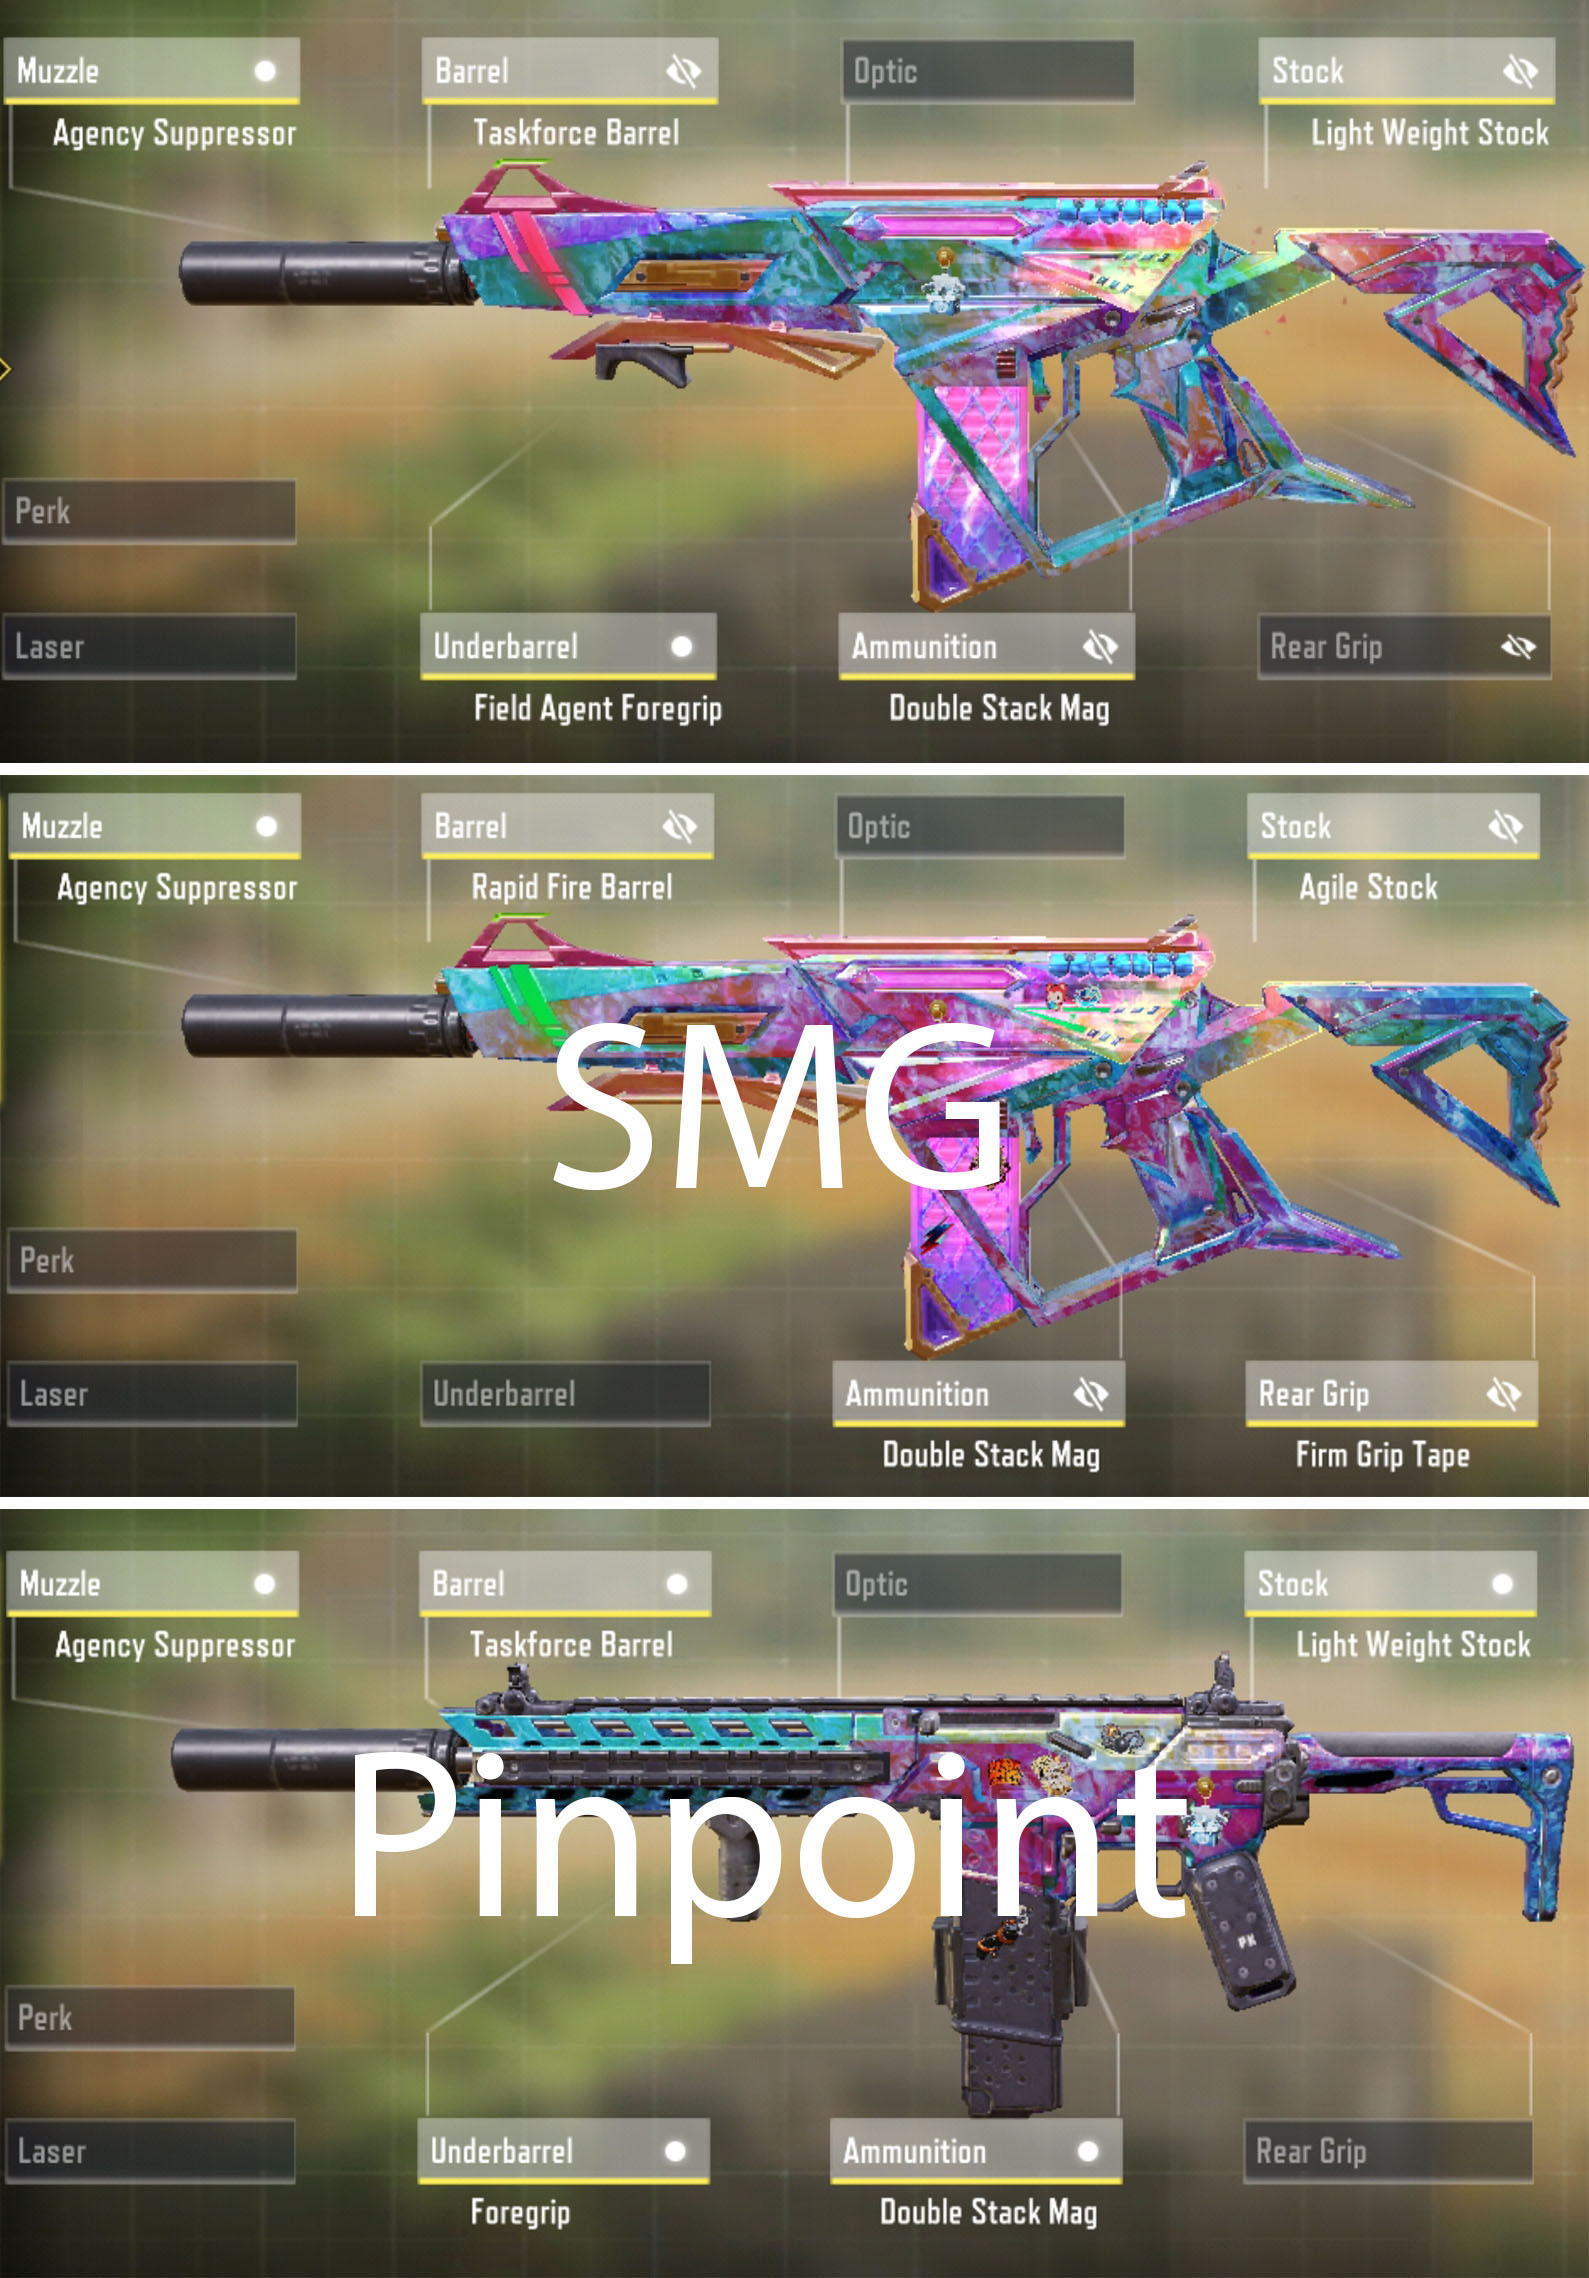 Muzzle
Barrel
Optic
Stock
Agency Suppressor
Taskforce Barrel
Light Weight Stock
Perk
Laser
Underbarrel
Ammunition
Rear Grip
Field Agent Foregrip
Double Stack Mag
Muzzle
Barrel
Optic
Stock
Agency Suppressor
Rapid Fire Barrel
Agile Stock
SMG
Perk
Laser
Underbarrel
Ammunition
Rear Grip
Double Stack Mag
Firm Grip Tape
Muzzle
Barrel
Optic
Stock
Agency Suppressor
Taskforce Barrel
Light Weight Stock
Pinpoint
PK
Perk
Laser
Underbarrel
Ammunition
Rear Grip
Foregrip
Double Stack Mag